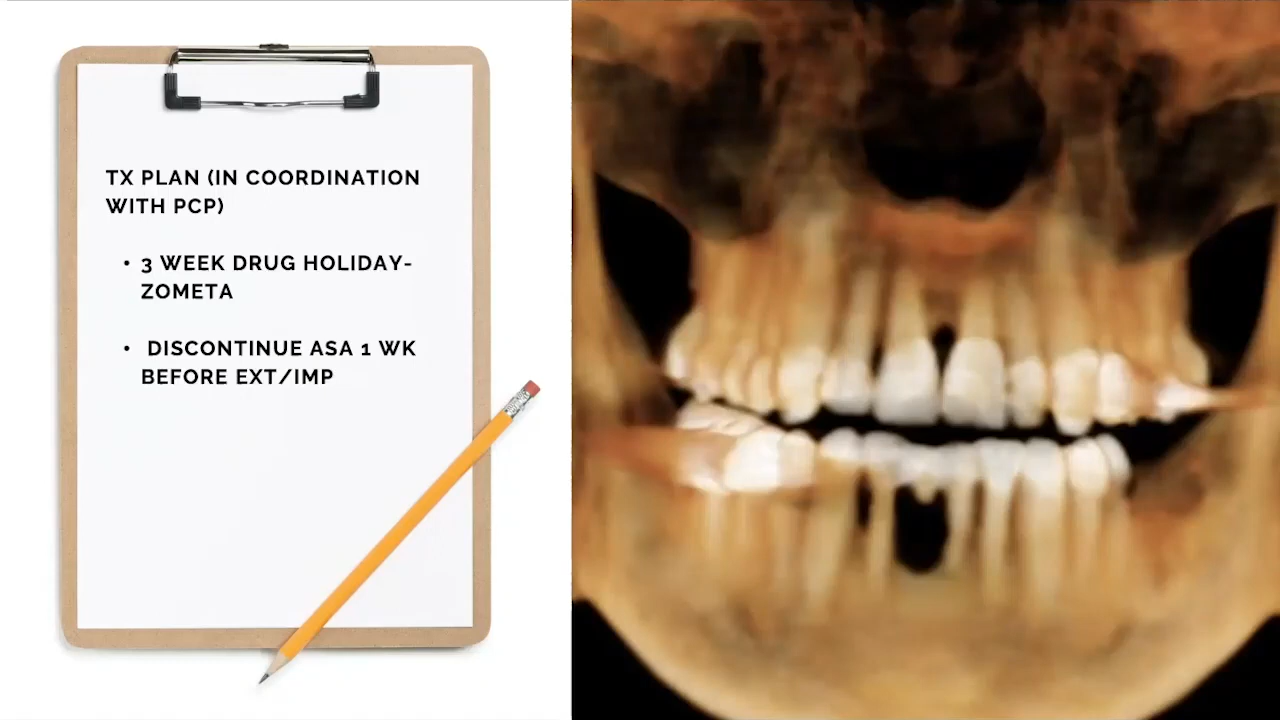 TX PLAN (IN COORDINATION
WITH PCP)
• 3 WEEK DRUG HOLIDAY-
ZOMETA
• DISCONTINUE ASA 1 WK
BEFORE EXT/IMP